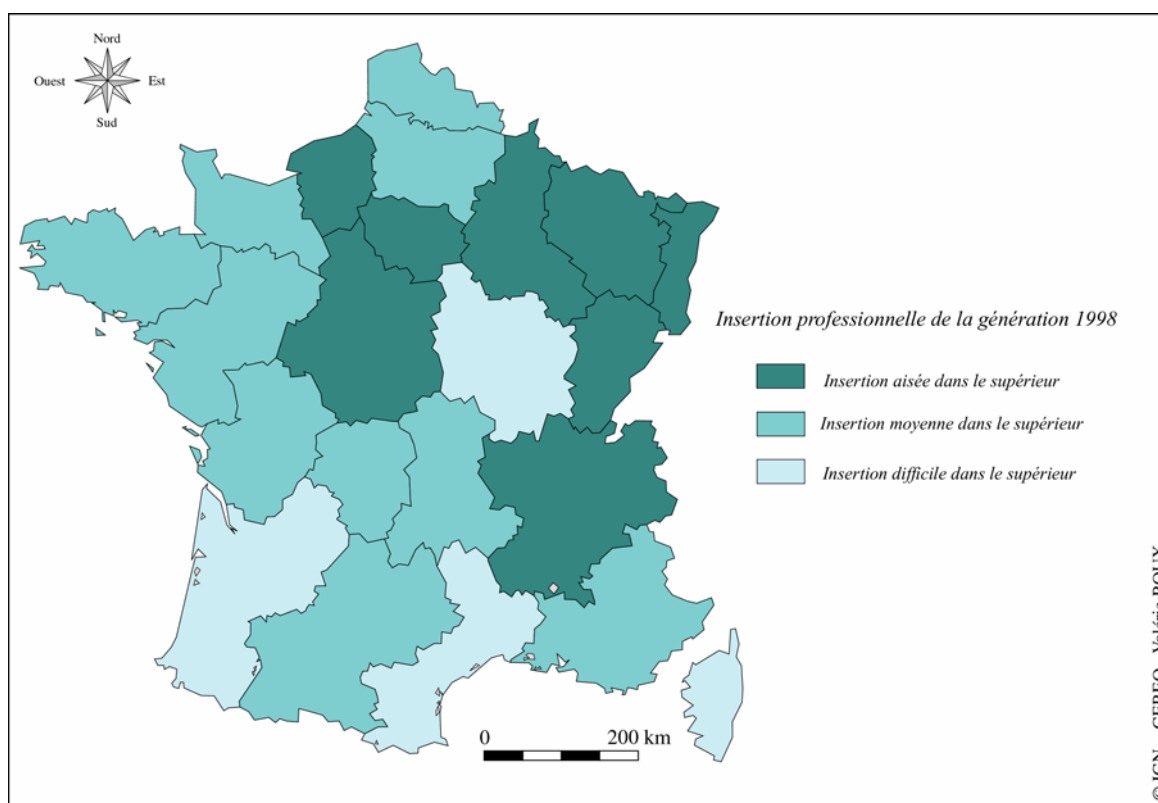 Nord
Ouest
Est
Sud
Insertion professionnelle de la génération 1998
Insertion aisée dans le supérieur
Insertion moyenne dans le supérieur
Insertion difficile dans le supérieur
0
200 km
© IGN - CEREQ - Valérie ROUX